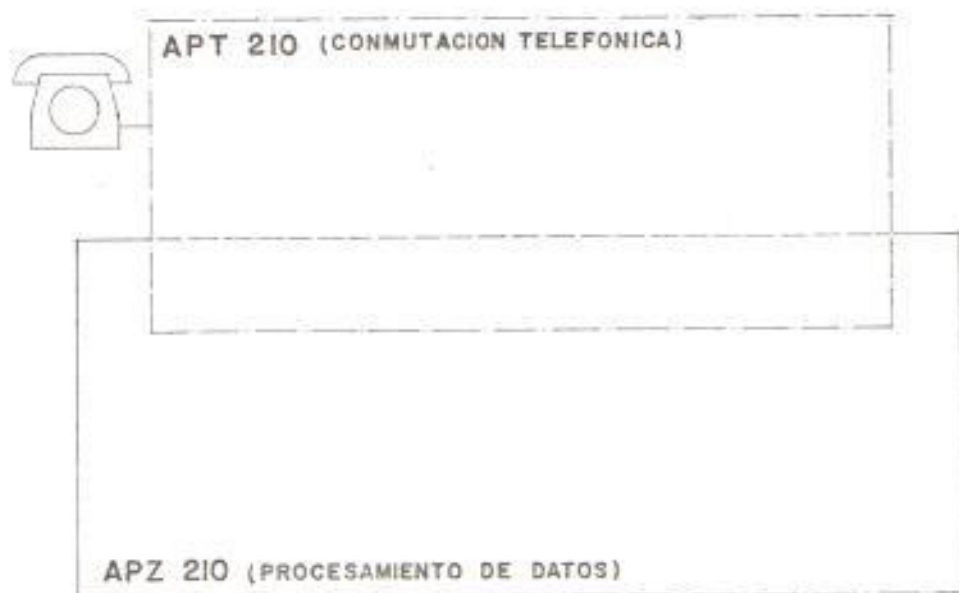 APT 210 (CONMUTACION TELEFONICA)
APZ 210 (PROCESAMIENTO DE DATOS)